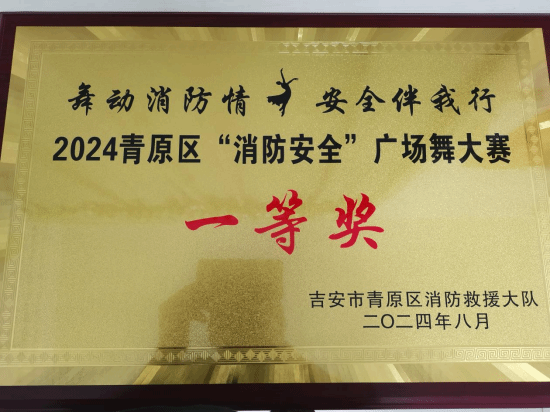 舞动消防情 安全伴我行
2024青原区“消防安全”广场舞大赛
一等奖
吉安市青原区消防救援大队
二〇二四年八月